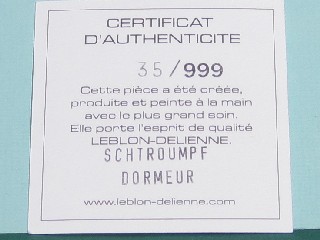 CERTIFICAT
D'AUTHENTICITE
35/999
Cette pièce a été créée,
produite et peinte à la main
avec le plus grand soin.
Elle porte l'esprit de qualité
LEBLON-DELIENNE.
SCHTROUMPF
DORMEUR
www.leblon-delienne.com